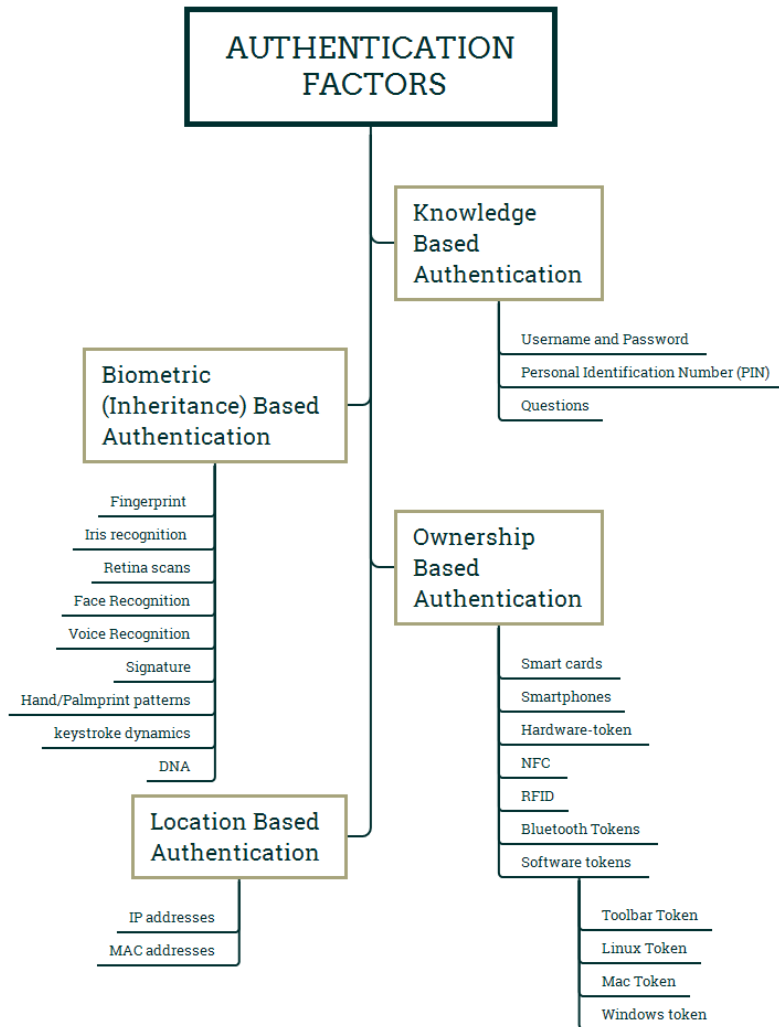 AUTHENTICATION
FACTORS
Knowledge
Based
Authentication
Username and Password
Personal Identification Number (PIN)
Questions
Biometric
(Inheritance) Based
Authentication
Fingerprint
Iris recognition
Retina scans
Face Recognition
Voice Recognition
Signature
Hand/Palmprint patterns
keystroke dynamics
DNA
Ownership
Based
Authentication
Smart cards
Smartphones
Hardware-token
NFC
RFID
Bluetooth Tokens
Software tokens
Toolbar Token
Linux Token
Mac Token
Windows token
Location Based
Authentication
IP addresses
MAC addresses